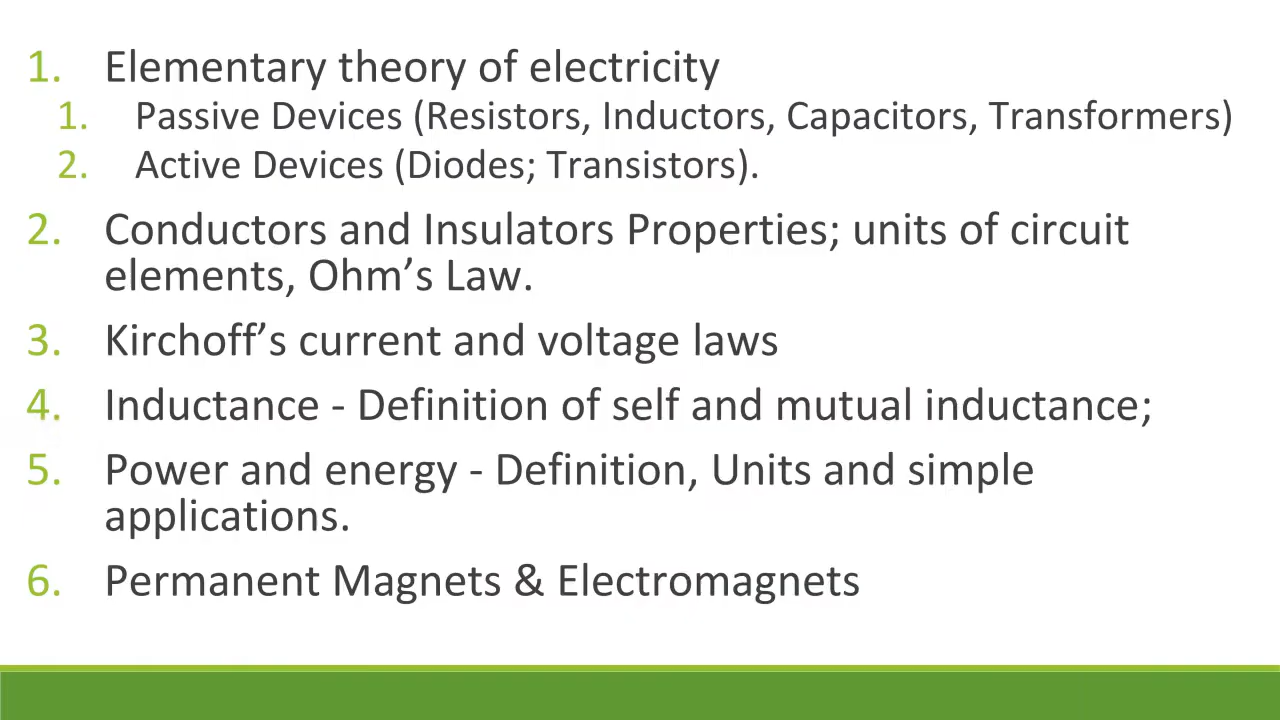 1. Elementary theory of electricity
1. Passive Devices (Resistors, Inductors, Capacitors, Transformers)
2. Active Devices (Diodes; Transistors).
2. Conductors and Insulators Properties; units of circuit
elements, Ohm’s Law.
3. Kirchoff’s current and voltage laws
4. Inductance - Definition of self and mutual inductance;
5. Power and energy - Definition, Units and simple
applications.
6. Permanent Magnets & Electromagnets